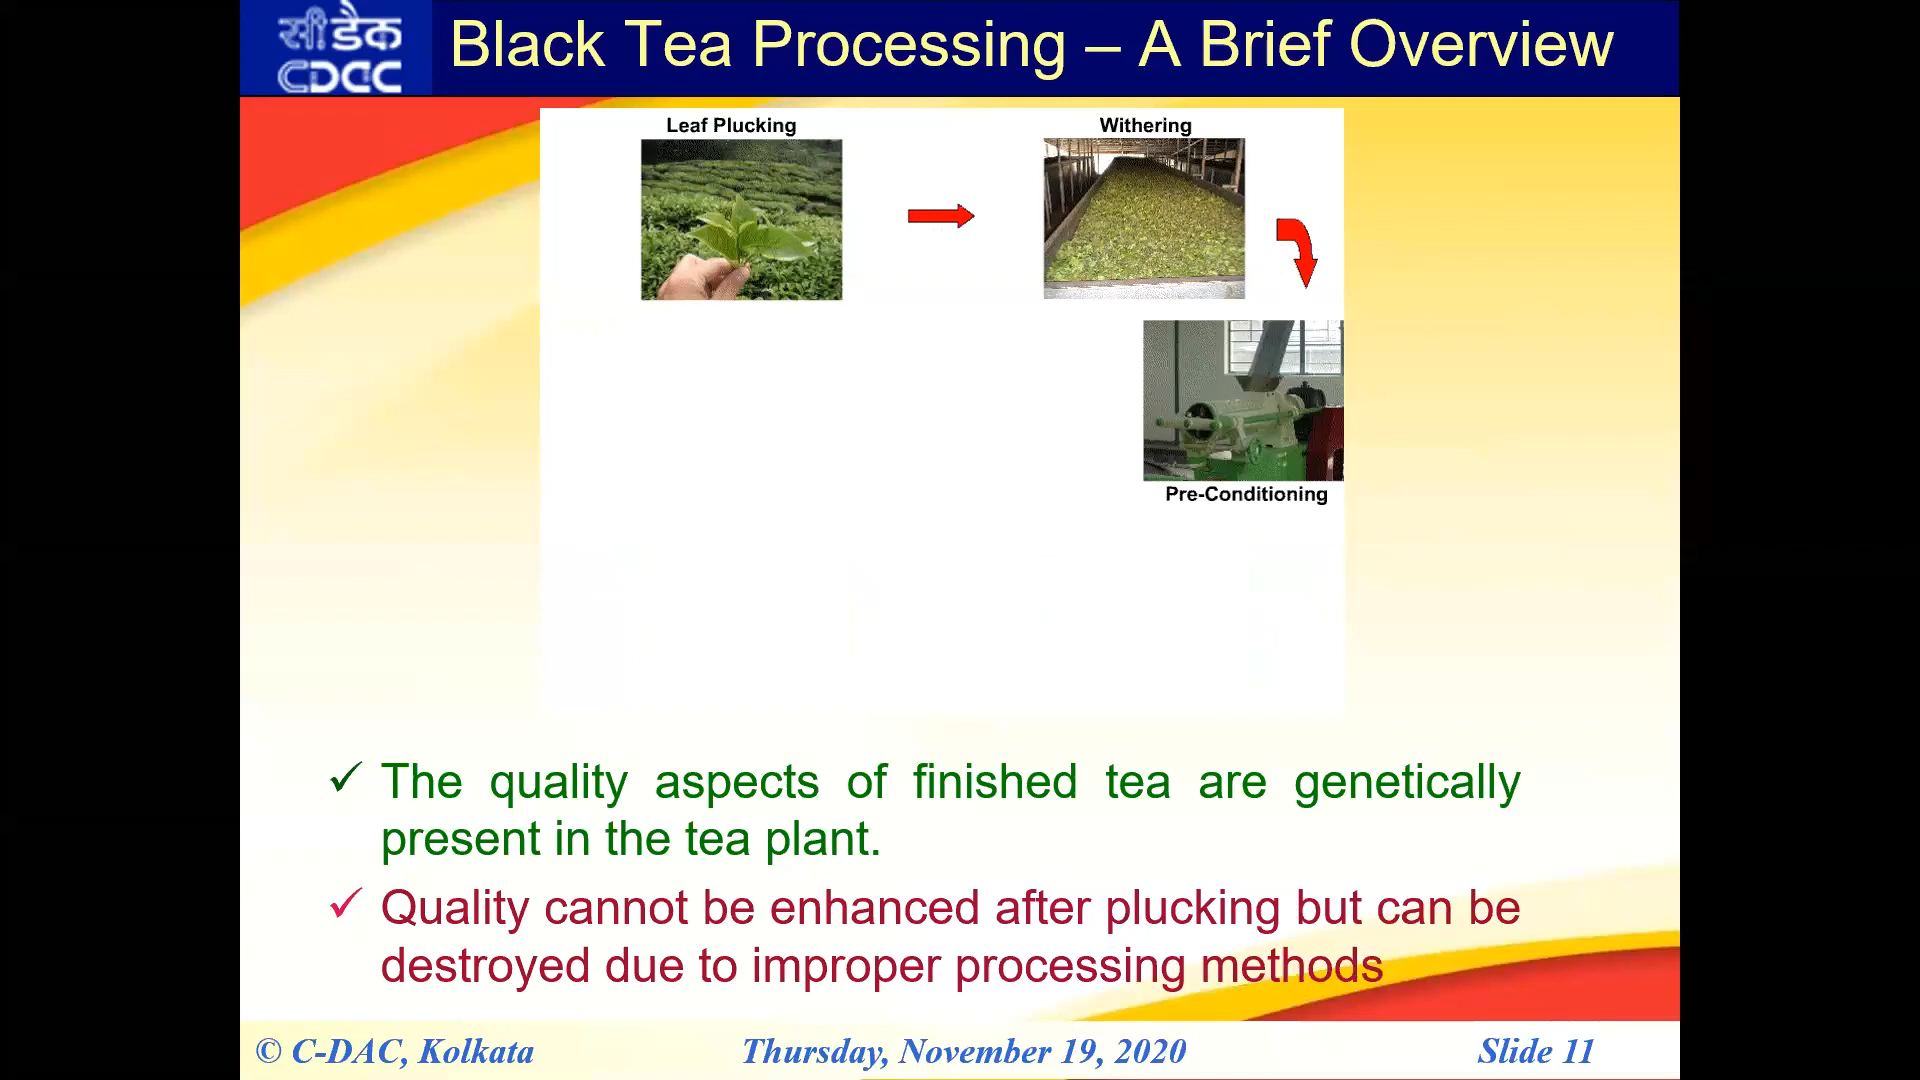 सीडैक
CDAC
Black Tea Processing – A Brief Overview
Leaf Plucking
Withering
Pre-Conditioning
✓ The quality aspects of finished tea are genetically
present in the tea plant.
✓ Quality cannot be enhanced after plucking but can be
destroyed due to improper processing methods
© C-DAC, Kolkata
Thursday, November 19, 2020
Slide 11